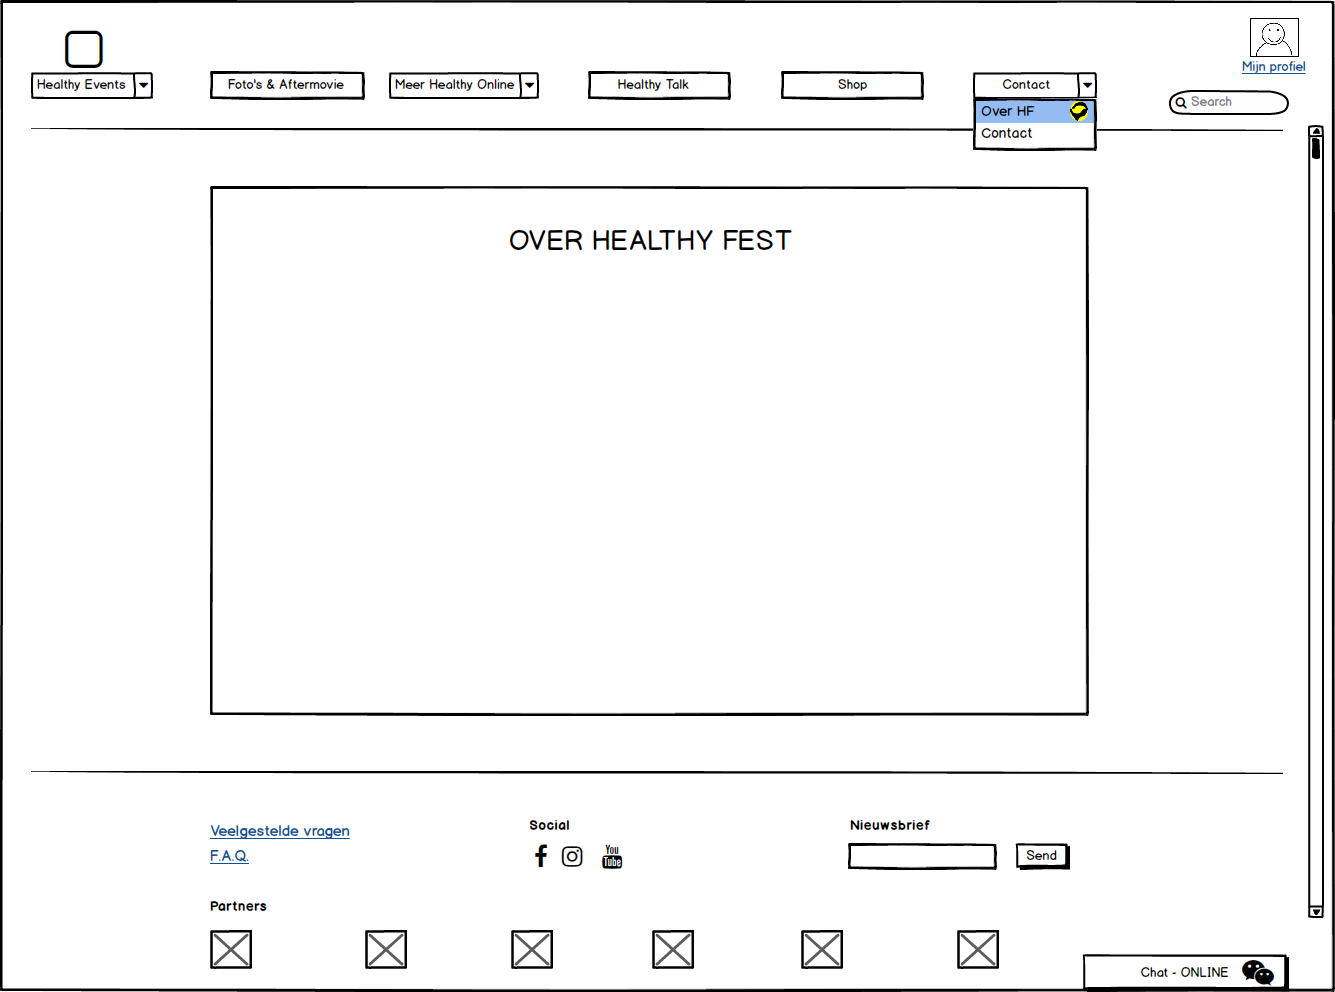 Mijn profiel
Healthy Events
Foto's & Aftermovie
Meer Healthy Online
Healthy Talk
Shop
Contact
Search
Over HF
Contact
OVER HEALTHY FEST
Veelgestelde vragen
F.A.Q.
Social
You
Tube
Nieuwsbrief
Send
Partners
Chat - ONLINE